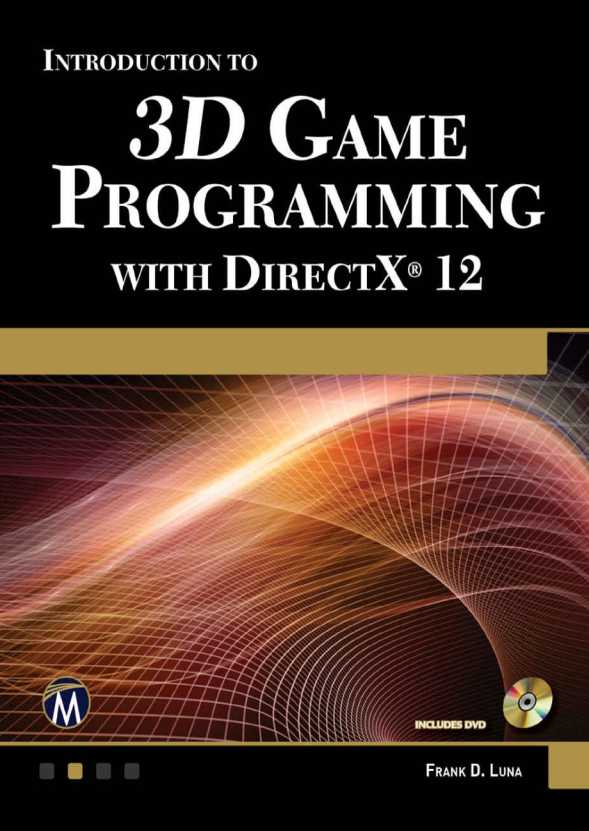 INTRODUCTION TO
3D GAME
PROGRAMMING
WITH DIRECTX® 12
M
INCLUDES DVD
FRANK D. LUNA